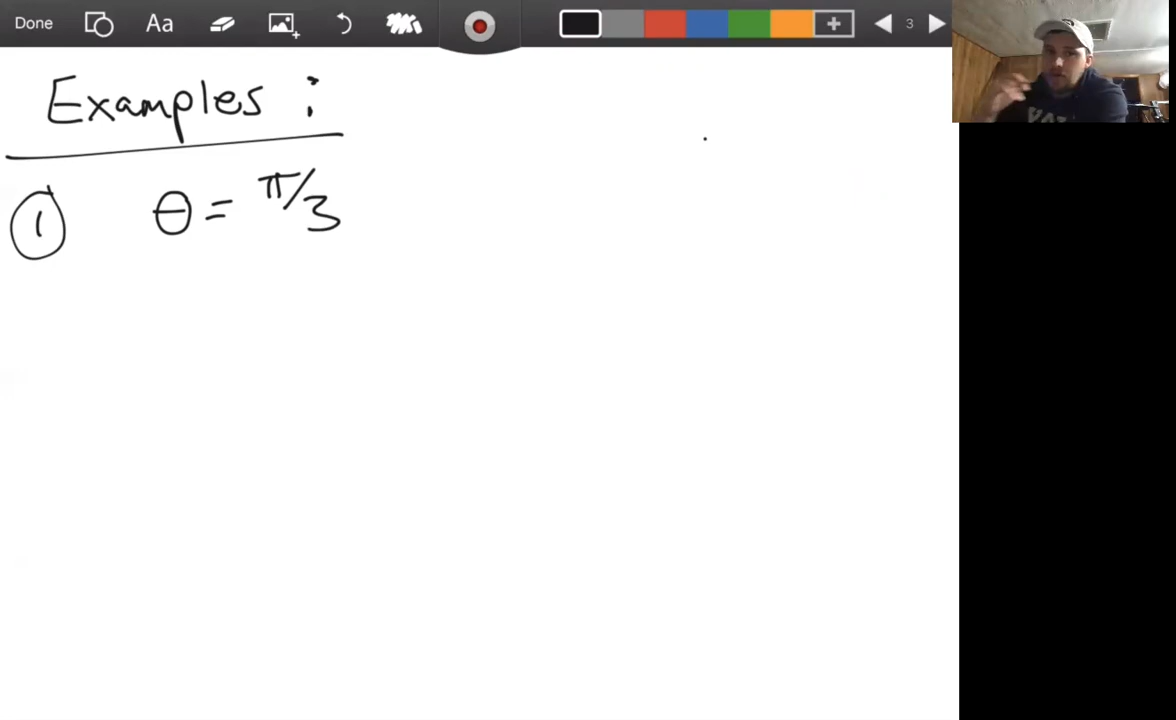 Done Aa 3
Examples :
① θ = π/3